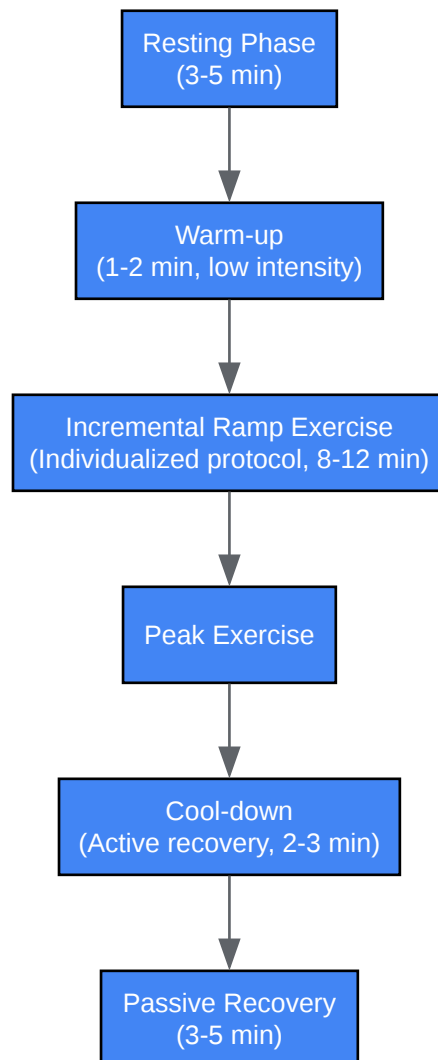 Resting Phase
(3-5 min)
Warm-up
(1-2 min, low intensity)
Incremental Ramp Exercise
(Individualized protocol, 8-12 min)
Peak Exercise
Cool-down
(Active recovery, 2-3 min)
Passive Recovery
(3-5 min)